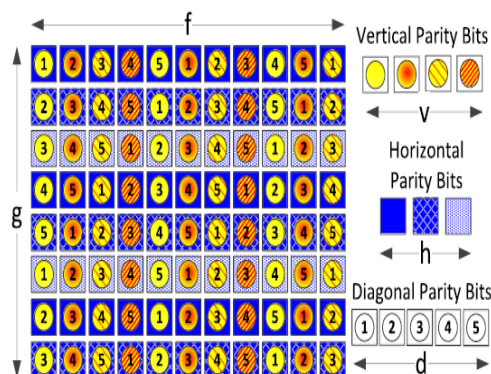 f
1 2 3 4 5 1 2 3 4 5 1
2 3 4 5 1 2 3 4 5 1 2
3 4 5 1 2 3 4 5 1 2 3
4 5 1 2 3 4 5 1 2 3 4
g
5 1 2 3 4 5 1 2 3 4 5
1 2 3 4 5 1 2 3 4 5 1
2 3 4 5 1 2 3 4 5 1 2
3 4 5 1 2 3 4 5 1 2 3
Vertical Parity Bits
v
Horizontal
Parity Bits
h
Diagonal Parity Bits
1 2 3 4 5
d